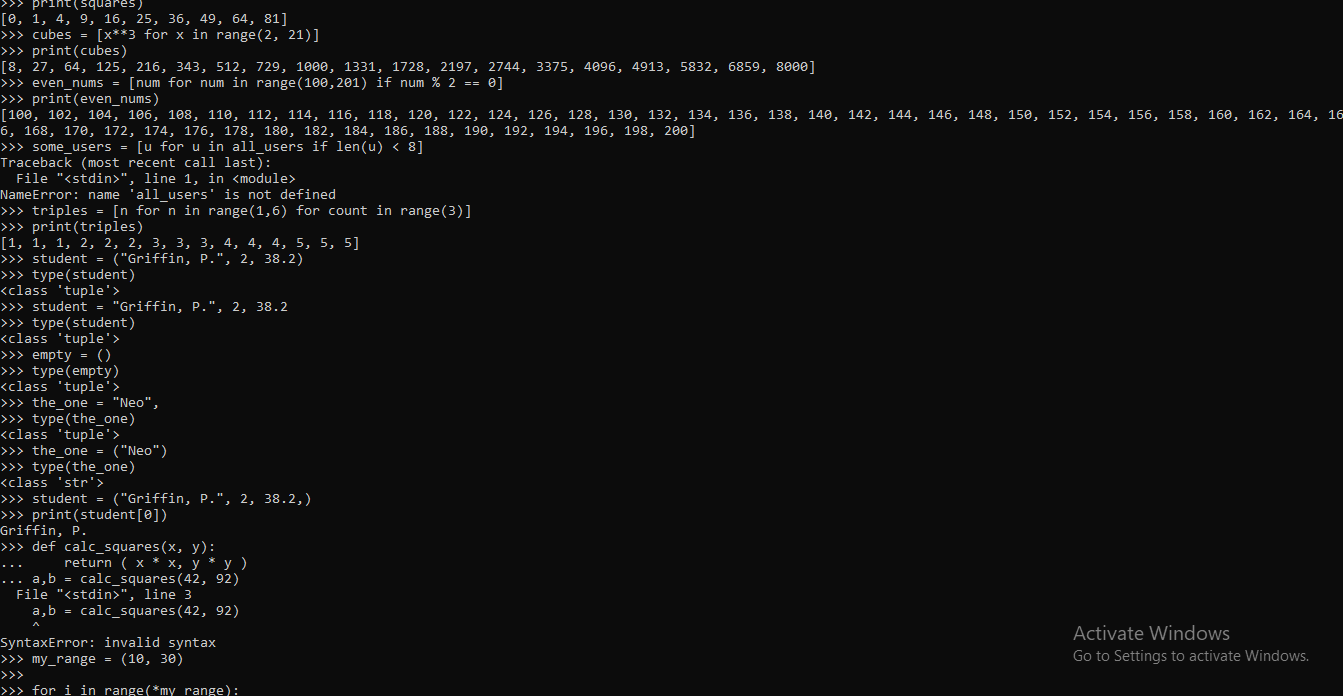 >>> print(squares)
[0, 1, 4, 9, 16, 25, 36, 49, 64, 81]
>>> cubes = [x**3 for x in range(2, 21)]
>>> print(cubes)
[8, 27, 64, 125, 216, 343, 512, 729, 1000, 1331, 1728, 2197, 2744, 3375, 4096, 4913, 5832, 6859, 8000]
>>> even_nums = [num for num in range(100,201) if num % 2 == 0]
>>> print(even_nums)
[100, 102, 104, 106, 108, 110, 112, 114, 116, 118, 120, 122, 124, 126, 128, 130, 132, 134, 136, 138, 140, 142, 144, 146, 148, 150, 152, 154, 156, 158, 160, 162, 164, 16
6, 168, 170, 172, 174, 176, 178, 180, 182, 184, 186, 188, 190, 192, 194, 196, 198, 200]
>>> some_users = [u for u in all_users if len(u) < 8]
Traceback (most recent call last):
  File "<stdin>", line 1, in <module>
NameError: name 'all_users' is not defined
>>> triples = [n for n in range(1,6) for count in range(3)]
>>> print(triples)
[1, 1, 1, 2, 2, 2, 3, 3, 3, 4, 4, 4, 5, 5, 5]
>>> student = ("Griffin, P.", 2, 38.2)
>>> type(student)
<class 'tuple'>
>>> student = "Griffin, P.", 2, 38.2
>>> type(student)
<class 'tuple'>
>>> empty = ()
>>> type(empty)
<class 'tuple'>
>>> the_one = "Neo",
>>> type(the_one)
<class 'tuple'>
>>> the_one = ("Neo")
>>> type(the_one)
<class 'str'>
>>> student = ("Griffin, P.", 2, 38.2,)
>>> print(student[0])
Griffin, P.
>>> def calc_squares(x, y):
...     return ( x * x, y * y )
... a,b = calc_squares(42, 92)
  File "<stdin>", line 3
    a,b = calc_squares(42, 92)
    ^
SyntaxError: invalid syntax
>>> my_range = (10, 30)
>>>
>>> for i in range(*my_range):
Activate Windows
Go to Settings to activate Windows.